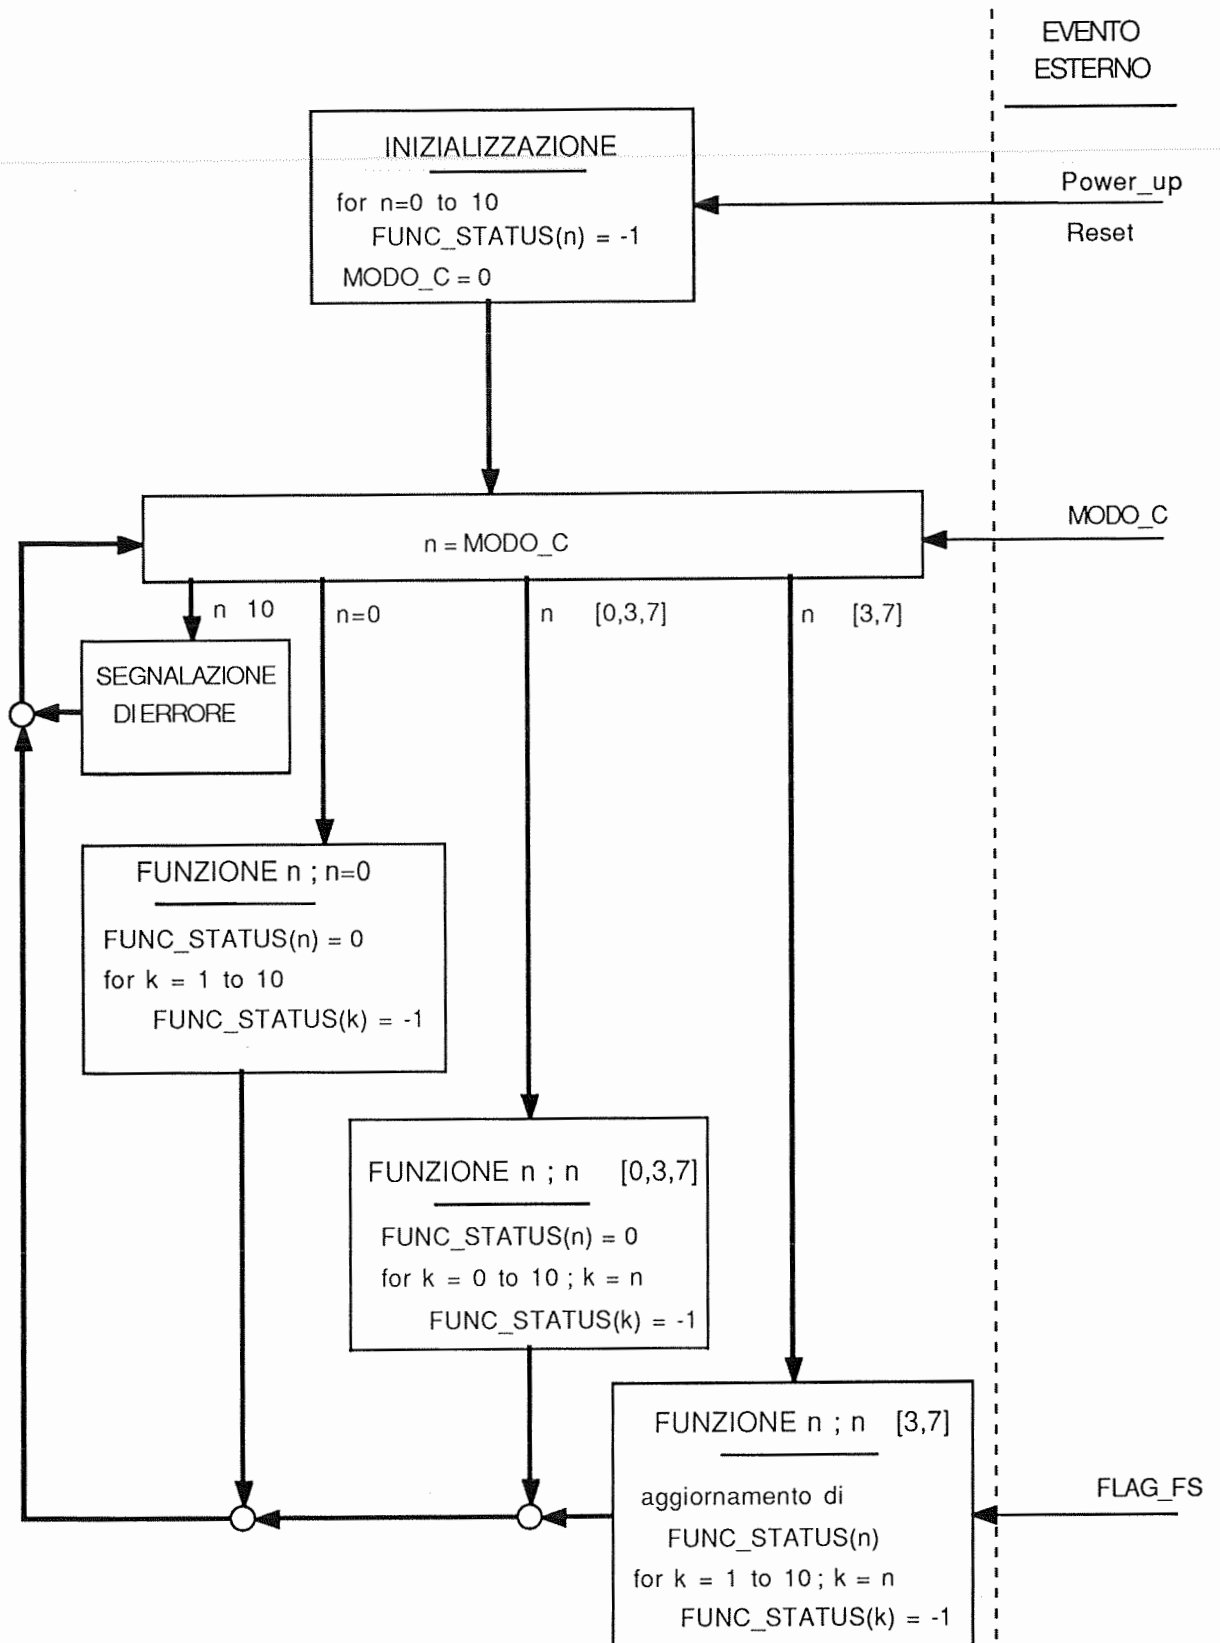 EVENTO
ESTERNO
INIZIALIZZAZIONE
for n=0 to 10
FUNC_STATUS(n) = -1
MODO_C = 0
Power_up
Reset
n = MODO_C
MODO_C
n 10
n=0
n [0,3,7]
n [3,7]
SEGNALAZIONE
DI ERRORE
FUNZIONE n ; n=0
FUNC_STATUS(n) = 0
for k = 1 to 10
FUNC_STATUS(k) = -1
FUNZIONE n ; n [0,3,7]
FUNC_STATUS(n) = 0
for k = 0 to 10 ; k = n
FUNC_STATUS(k) = -1
FUNZIONE n ; n [3,7]
aggiornamento di
FUNC_STATUS(n)
for k = 1 to 10 ; k = n
FUNC_STATUS(k) = -1
FLAG_FS